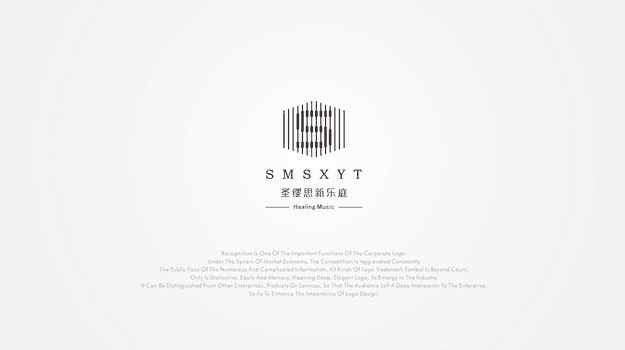 SMSXYT
圣缪思新乐庭
Healing Music
Recognition Is One Of The Important Functions Of The Corporate Logo.
Under The System Of Market Economy, The Competition Is Aggravated Constantly,
The Public Face Of The Numerous And Complicated Information, All Kinds Of Logo Trademark Symbol Is Beyond Count,
Only Is Distinctive, Easily And Memory, Meaning Deep, Elegant Logo, To Emerge In The Industry.
It Can Be Distinguished From Other Enterprises, Products Or Services, So That The Audience Left A Deep Impression To The Enterprise,
So As To Enhance The Importance Of Logo Design.